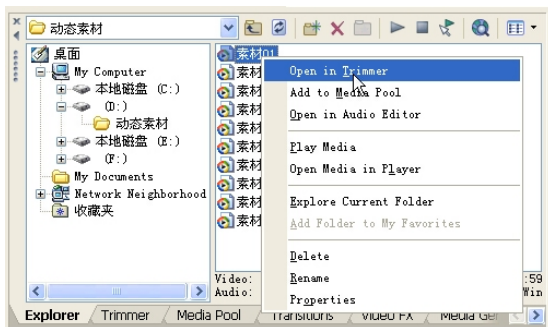 动态素材
桌面
My Computer
本地磁盘 (C:)
(D:)
动态素材
本地磁盘 (E:)
(F:)
My Documents
Network Neighborhood
收藏夹
素材01
素材
素材
素材
素材
素材
素材
素材
素材
素材
Open in Trimmer
Add to Media Pool
Open in Audio Editor
Play Media
Open Media in Player
Explore Current Folder
Add Folder to My Favorites
Delete
Rename
Properties
Video:
:59
Audio:
Win
Explorer
Trimmer
Media Pool
Transitions
Video FX
Media Ger